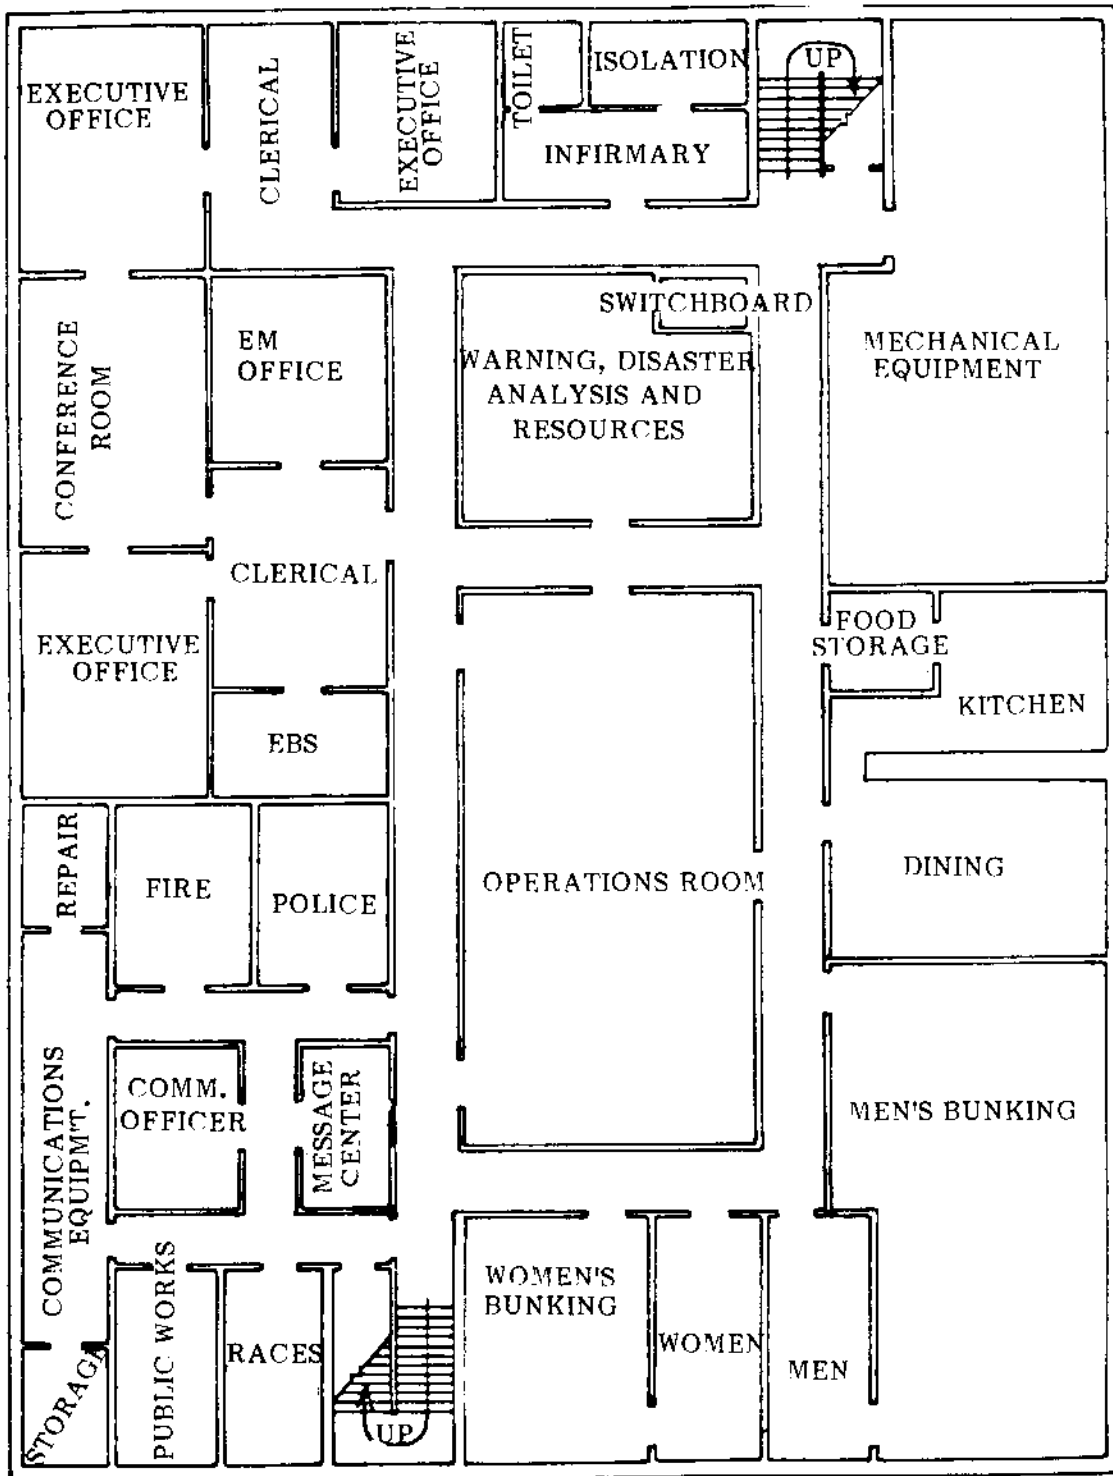 EXECUTIVE
OFFICE
CLERICAL
EXECUTIVE
OFFICE
TOILET
ISOLATION
UP
INFIRMARY
CONFERENCE
ROOM
EM
OFFICE
SWITCHBOARD
WARNING, DISASTER
ANALYSIS AND
RESOURCES
MECHANICAL
EQUIPMENT
CLERICAL
EXECUTIVE
OFFICE
EBS
FOOD
STORAGE
KITCHEN
REPAIR
FIRE
POLICE
OPERATIONS ROOM
DINING
COMMUNICATIONS
EQUIPM'T.
COMM.
OFFICER
MESSAGE
CENTER
MEN'S BUNKING
STORAGE
PUBLIC WORKS
RACES
UP
WOMEN'S
BUNKING
WOMEN
MEN